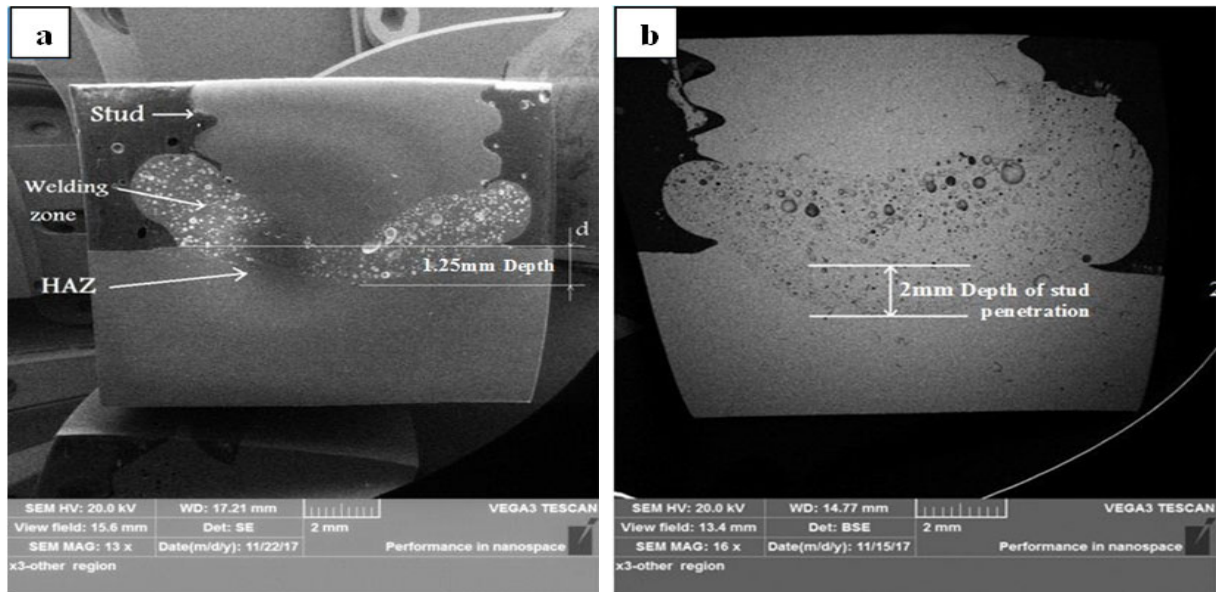 a
Stud
Welding
zone
d
1.25mm Depth
HAZ
SEM HV: 20.0 kV
WD: 17.21 mm
VEGA3 TESCAN
View field: 15.6 mm
Det: SE
2 mm
SEM MAG: 13 x
Date(m/d/y): 11/22/17
Performance in nanospace
x3-other region
b
2mm Depth of stud
penetration
2
SEM HV: 20.0 kV
WD: 14.77 mm
VEGA3 TESCAN
View field: 13.4 mm
Det: BSE
2 mm
SEM MAG: 16 x
Date(m/d/y): 11/15/17
Performance in nanospace
x3-other region